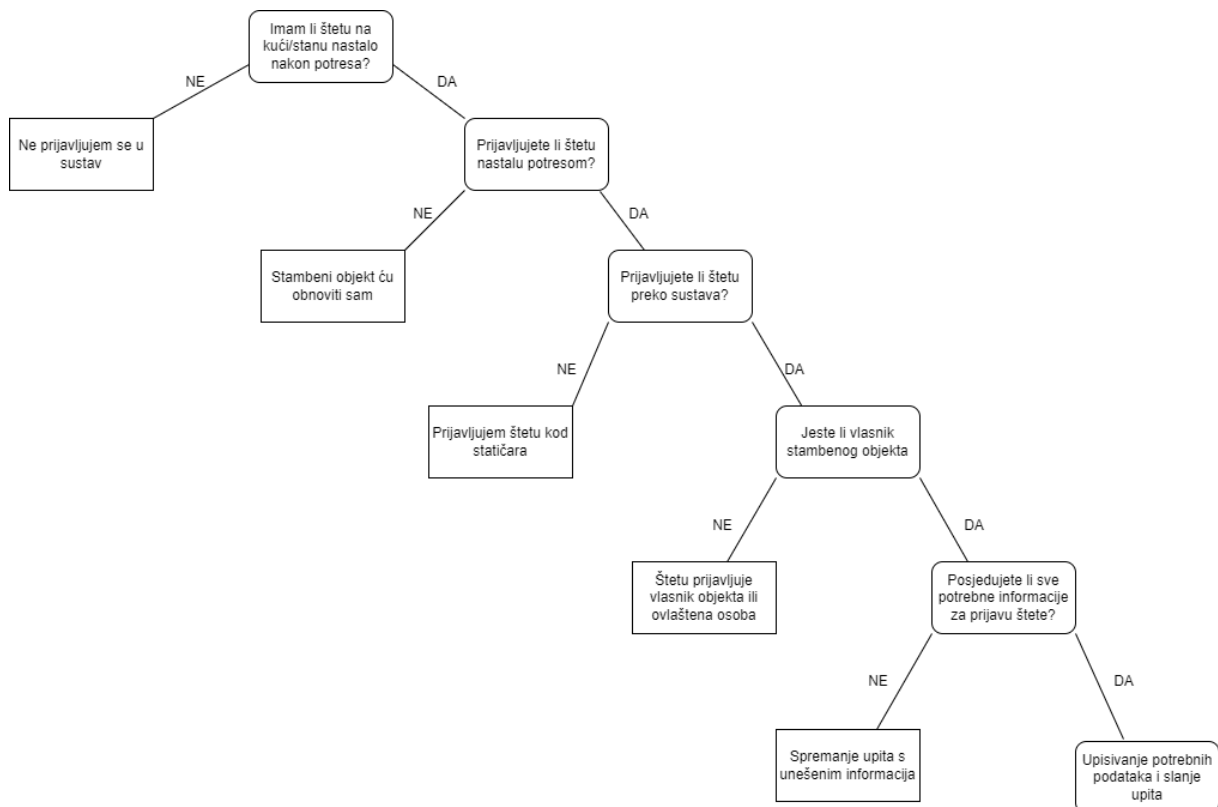 Imam li štetu na
kući/stanu nastalo
nakon potresa?
NE
DA
Ne prijavljujem se u
sustav
Prijavljujete li štetu
nastalu potresom?
NE
DA
Stambeni objekt ću
obnoviti sam
Prijavljujete li štetu
preko sustava?
NE
DA
Prijavljujem štetu kod
statičara
Jeste li vlasnik
stambenog objekta
NE
DA
Štetu prijavljuje
vlasnik objekta ili
ovlaštena osoba
Posjedujete li sve
potrebne informacije
za prijavu štete?
NE
DA
Spremanje upita s
unešenim informacija
Upisivanje potrebnih
podataka i slanje
upita